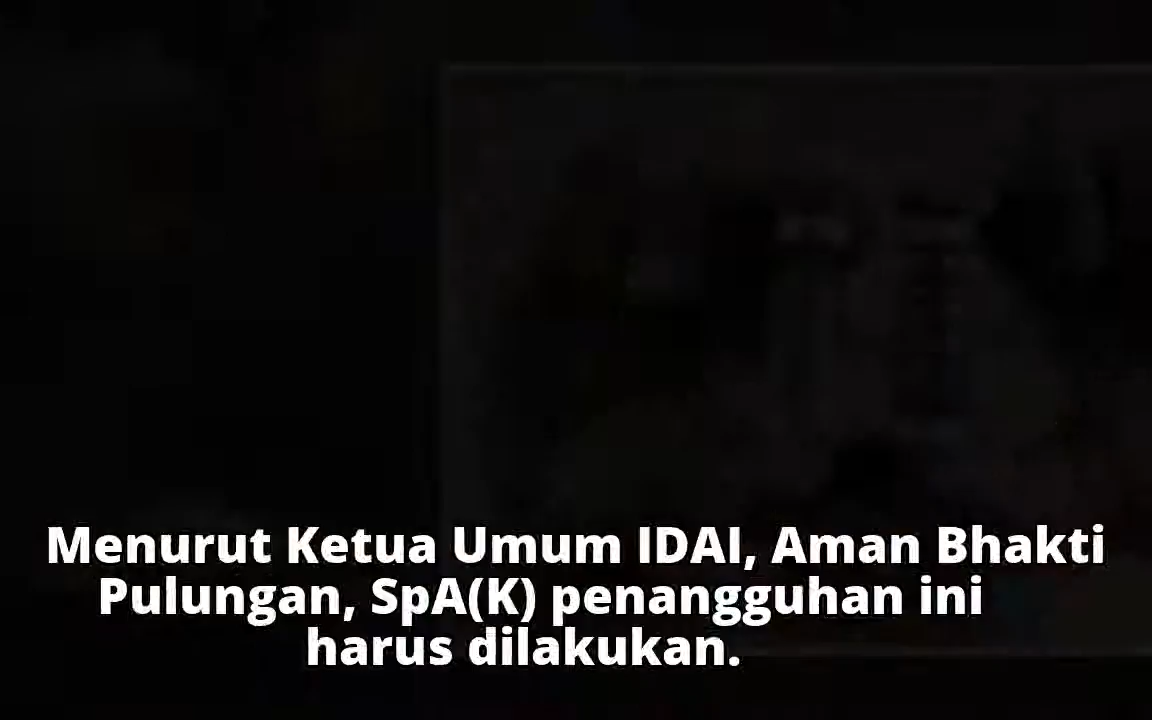 Menurut Ketua Umum IDAI, Aman Bhakti
Pulungan, SpA(K) penangguhan ini
harus dilakukan.